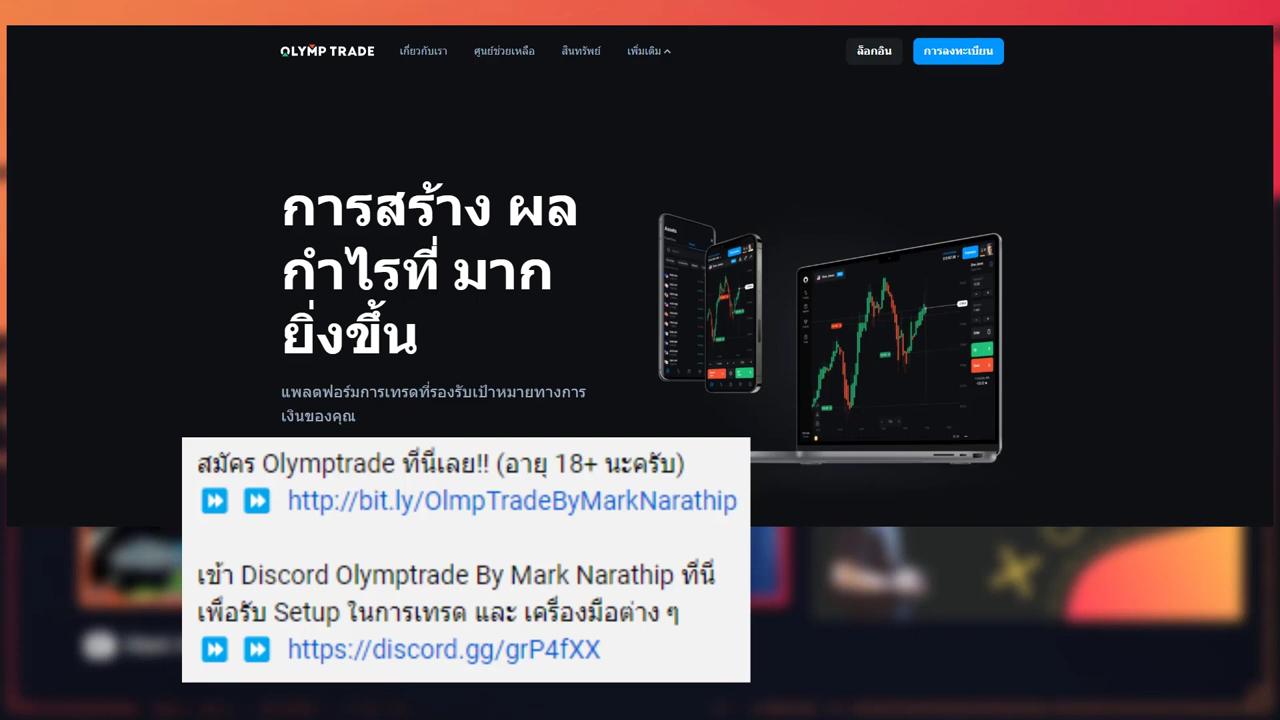 OLYMP TRADE
เกี่ยวกับเรา
ศูนย์ช่วยเหลือ
สินทรัพย์
เพิ่มเติม
ล็อกอิน
การลงทะเบียน
การสร้าง ผล
กำไรที่ มาก
ยิ่งขึ้น
แพลตฟอร์มการเทรดที่รองรับเป้าหมายทางการ
เงินของคุณ
Assets
สมัคร Olymptrade ที่นี่เลย!! (อายุ 18+ นะครับ)
http://bit.ly/OlmpTradeByMarkNarathip
เข้า Discord Olymptrade By Mark Narathip ที่นี่
เพื่อรับ Setup ในการเทรด และ เครื่องมือต่าง ๆ
https://discord.gg/grP4fXX